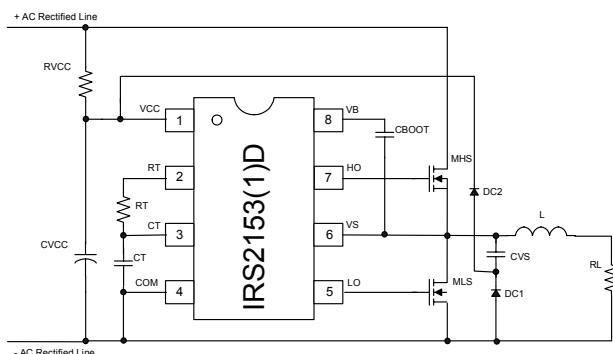 + AC Rectified Line
RVCC
VCC
1
VB
8
CBOOT
MHS
RT
2
HO
7
DC2
RT
IRS2153(1)D
L
CT
3
VS
6
CVCC
CT
CVS
RL
COM
4
LO
5
MLS
DC1
- AC Rectified Line